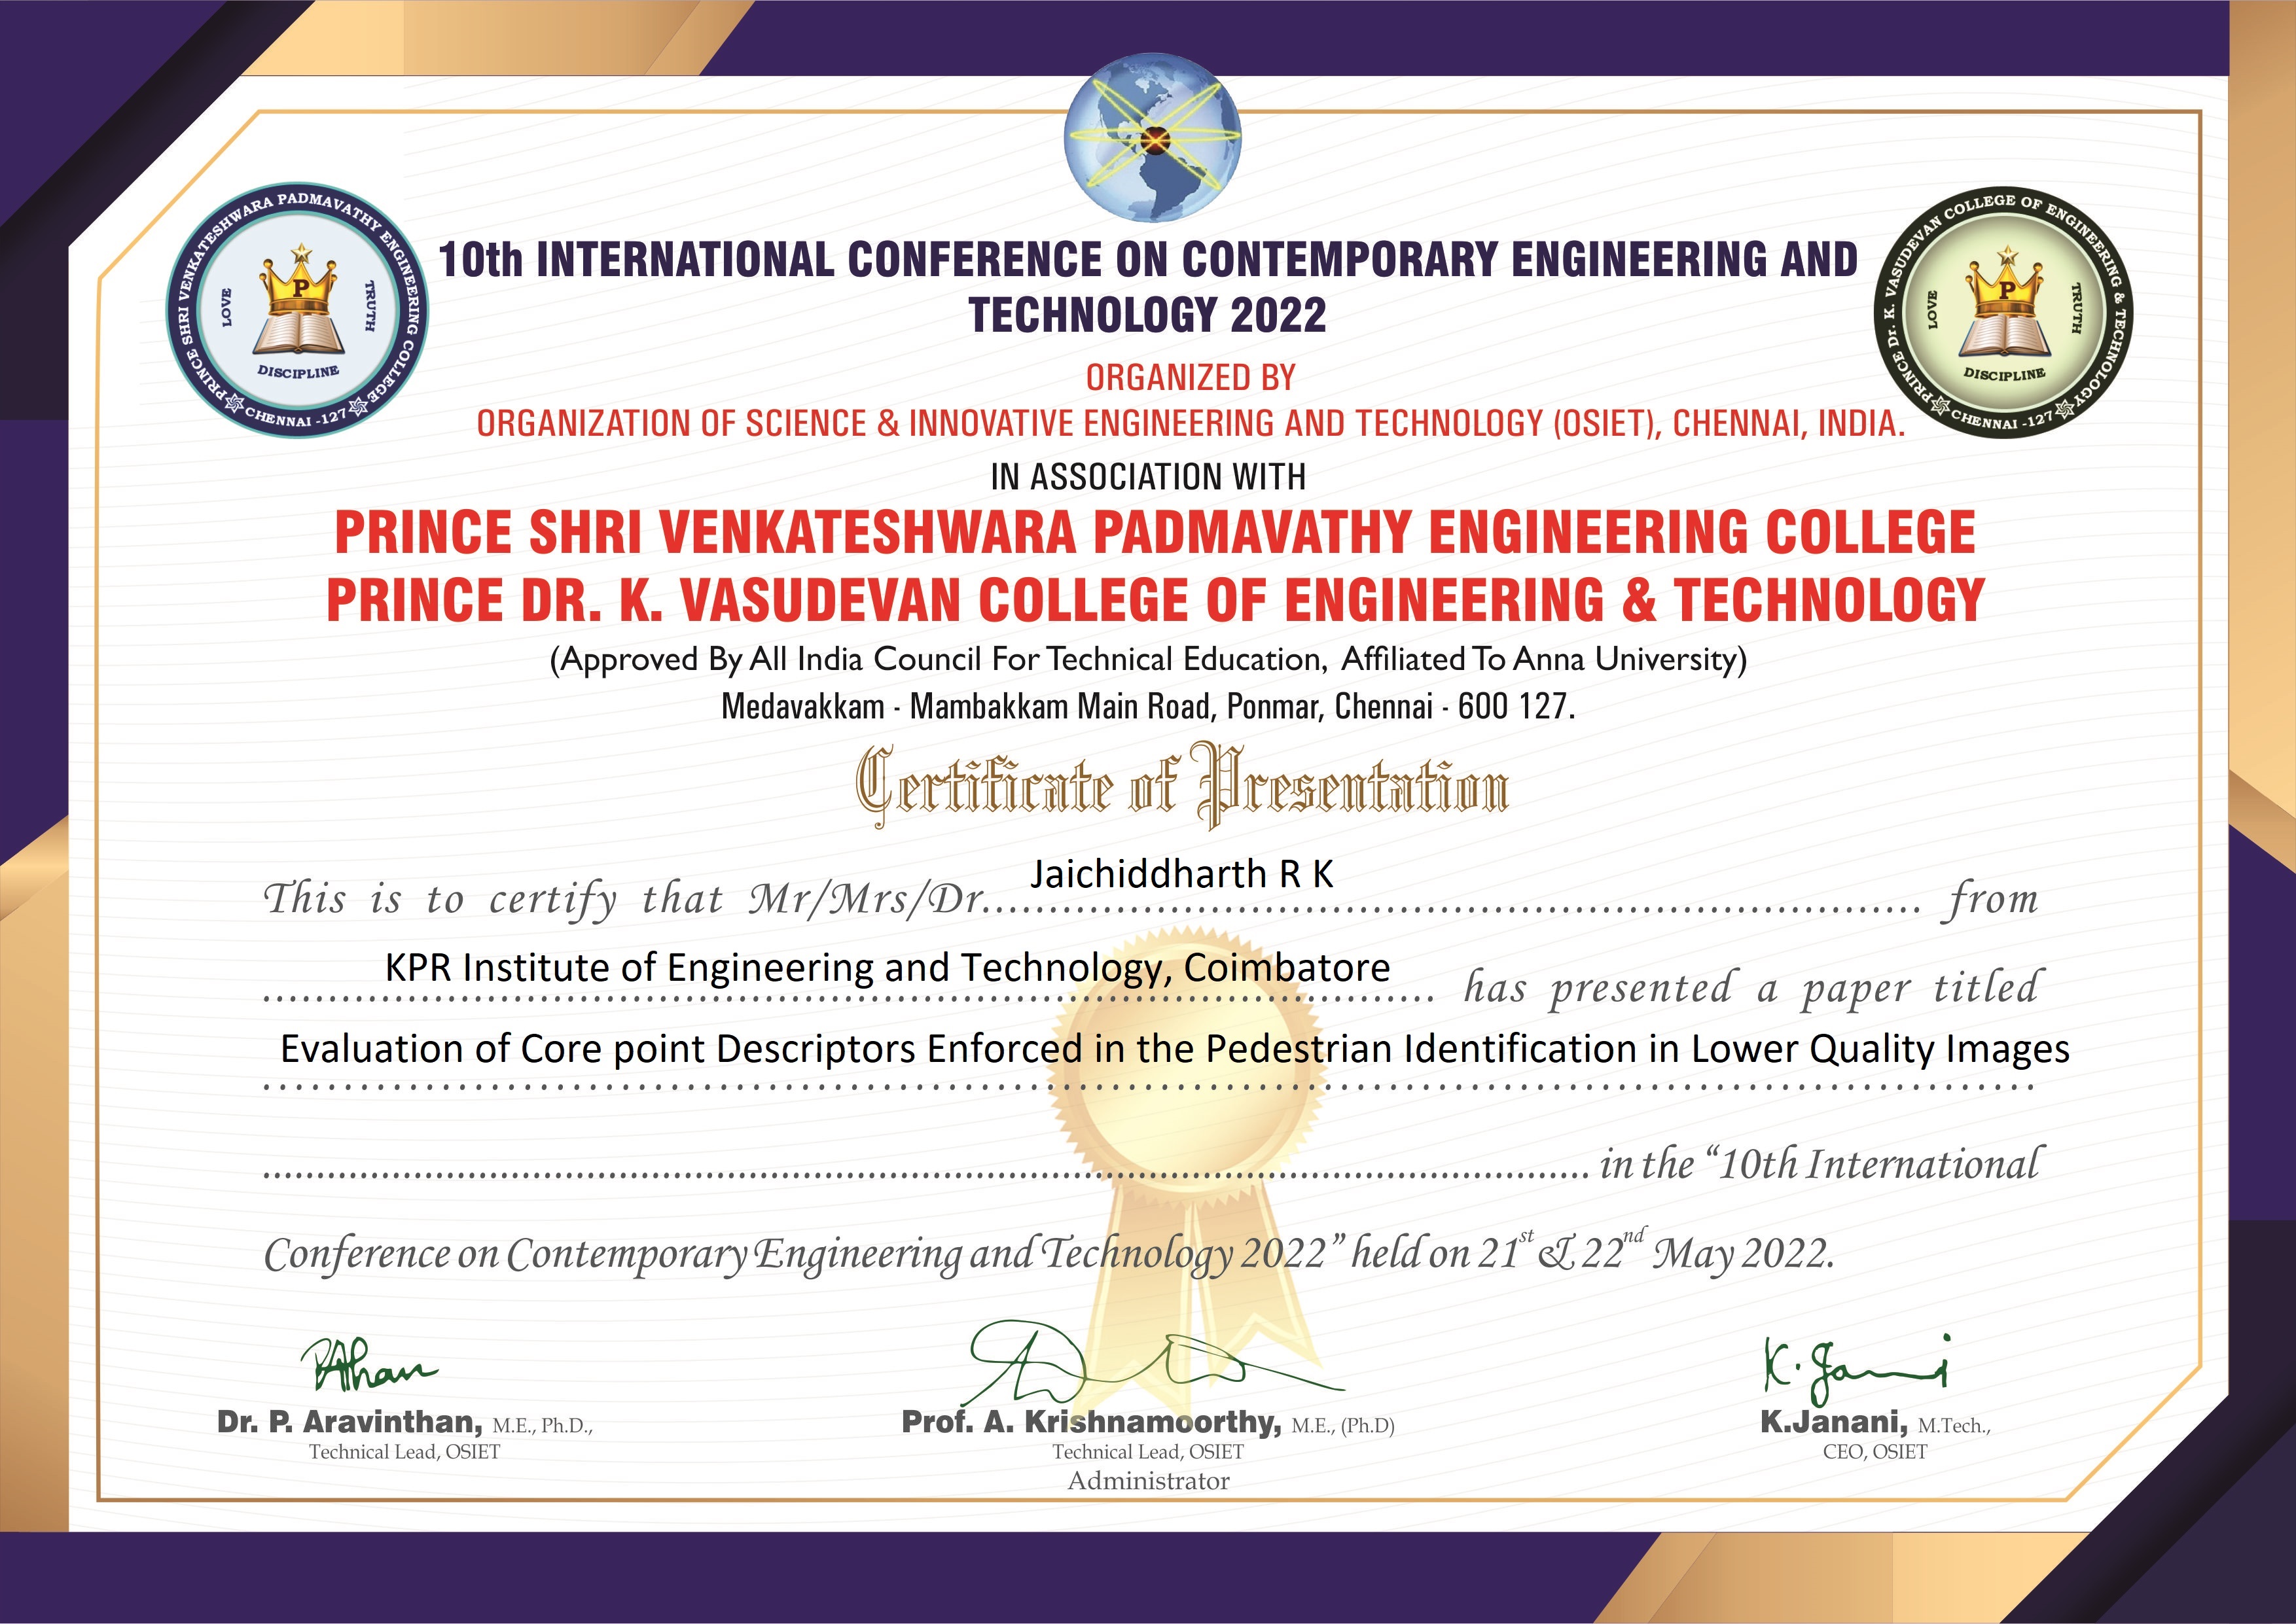 10th INTERNATIONAL CONFERENCE ON CONTEMPORARY ENGINEERING AND
TECHNOLOGY 2022
PRINCE SHRI VENKATESHWARA PADMAVATHY ENGINEERING COLLEGE
CHENNAI -127
LOVE
TRUTH
DISCIPLINE
P
PRINCE Dr. K. VASUDEVAN COLLEGE OF ENGINEERING & TECHNOLOGY
CHENNAI -127
LOVE
TRUTH
DISCIPLINE
P
ORGANIZED BY
ORGANIZATION OF SCIENCE & INNOVATIVE ENGINEERING AND TECHNOLOGY (OSIET), CHENNAI, INDIA.
IN ASSOCIATION WITH
PRINCE SHRI VENKATESHWARA PADMAVATHY ENGINEERING COLLEGE
PRINCE DR. K. VASUDEVAN COLLEGE OF ENGINEERING & TECHNOLOGY
(Approved By All India Council For Technical Education, Affiliated To Anna University)
Medavakkam - Mambakkam Main Road, Ponmar, Chennai - 600 127.
Certificate of Presentation
This is to certify that Mr/Mrs/Dr. Jaichiddharth R K from
KPR Institute of Engineering and Technology, Coimbatore has presented a paper titled
Evaluation of Core point Descriptors Enforced in the Pedestrian Identification in Lower Quality Images
in the “10th International
Conference on Contemporary Engineering and Technology 2022” held on 21st & 22nd May 2022.
K. Jani
Dr. P. Aravinthan, M.E., Ph.D.,
Technical Lead, OSIET
Prof. A. Krishnamoorthy, M.E., (Ph.D)
Technical Lead, OSIET
Administrator
K.Janani, M.Tech.,
CEO, OSIET